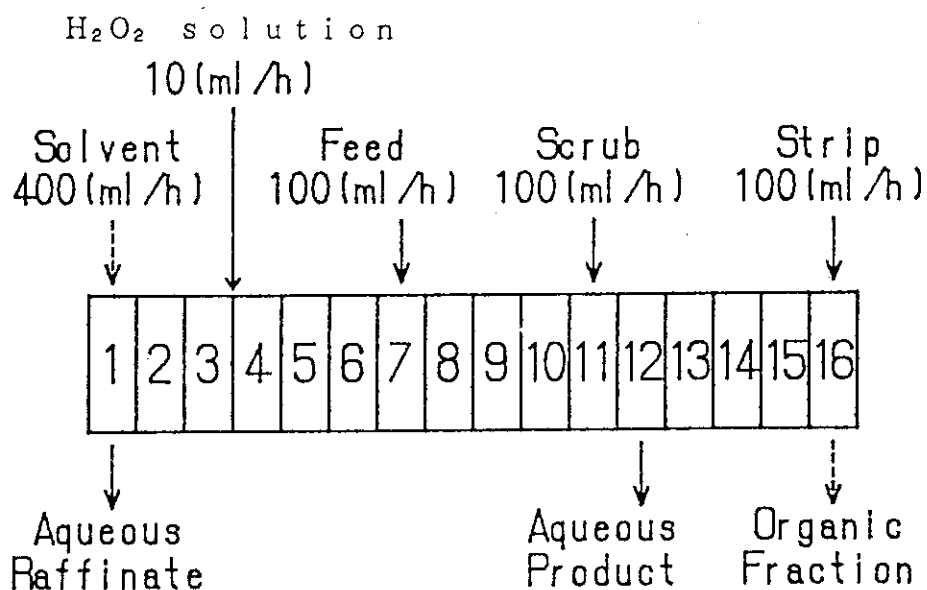 H₂O₂ solution
10(ml/h)
Solvent
400(ml/h)
Feed
100(ml/h)
Scrub
100(ml/h)
Strip
100(ml/h)
1 2 3 4 5 6 7 8 9 10 11 12 13 14 15 16
Aqueous
Raffinate
Aqueous
Product
Organic
Fraction